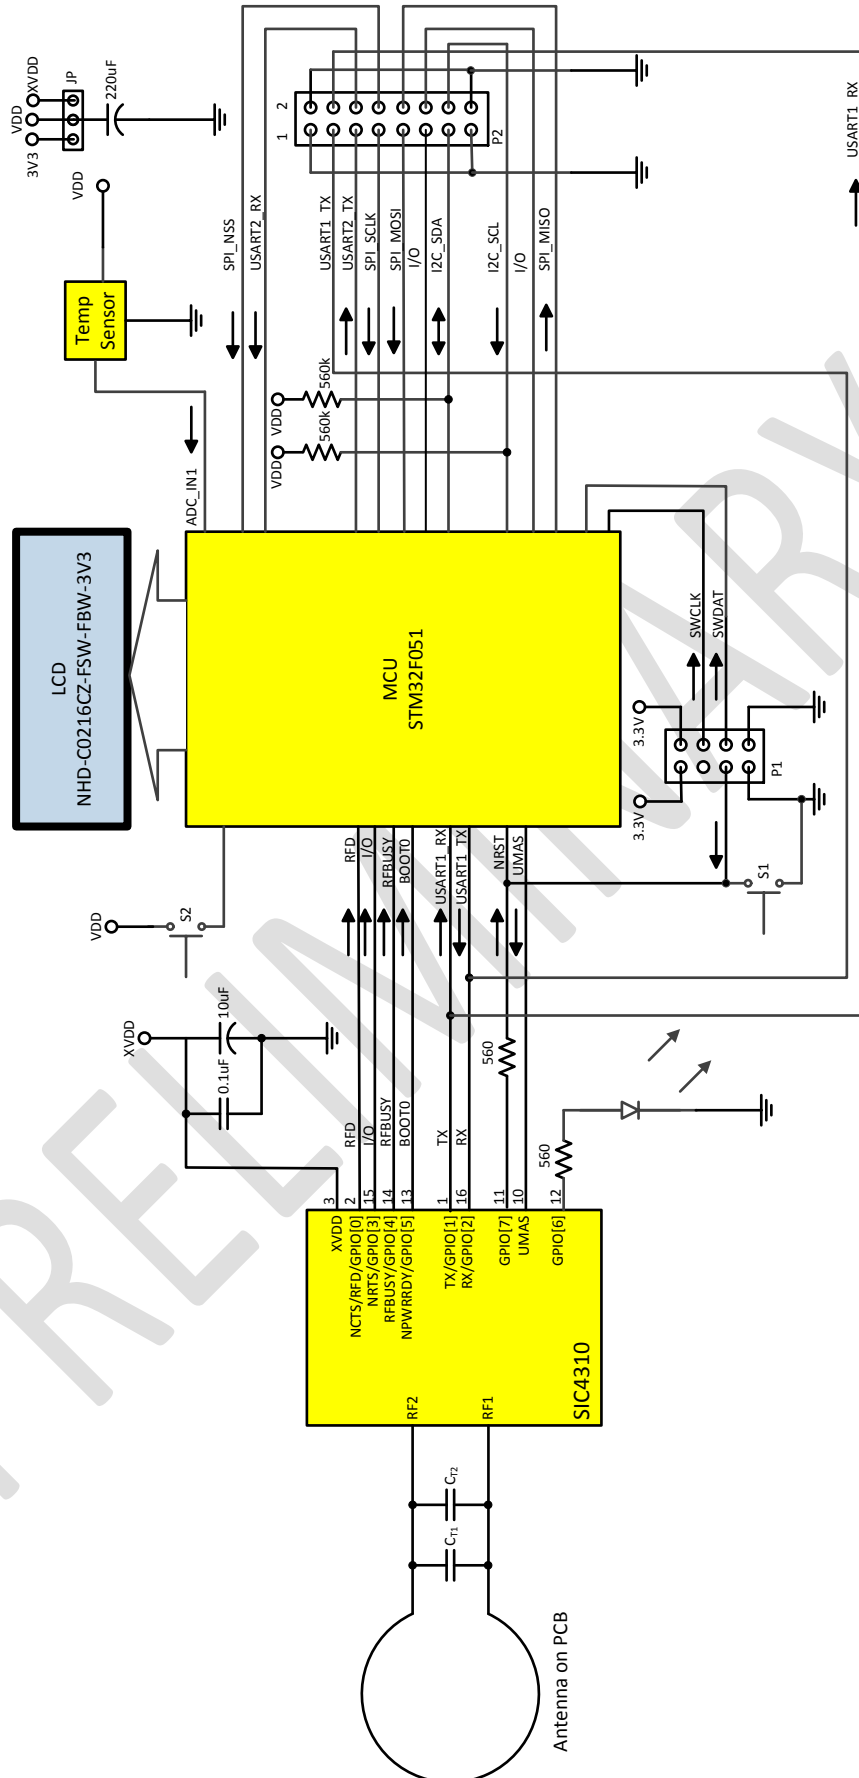 PRELIMINARY
LCD
NHD-C0216CZ-FSW-FBW-3V3
3V3
VDD
XVDD
JP
220uF
VDD
Temp
Sensor
ADC_IN1
SPI_NSS
USART2_RX
USART1_TX
USART2_TX
SPI_SCLK
SPI_MOSI
I/O
I2C_SDA
I2C_SCL
I/O
SPI_MISO
1
2
P2
USART1 RX
VDD
560k
VDD
560k
MCU
STM32F051
VDD
S2
RFD
I/O
RFBUSY
BOOT0
USART1_RX
USART1_TX
NRST
UMAS
3.3V
3.3V
SWCLK
SWDAT
P1
S1
XVDD
10uF
0.1uF
RFD
I/O
RFBUSY
BOOT0
TX
RX
560
560
3
2
15
14
13
1
16
11
10
12
XVDD
NCTS/RFD/GPIO[0]
NRTS/GPIO[3]
RFBUSY/GPIO[4]
NPWRRDY/GPIO[5]
TX/GPIO[1]
RX/GPIO[2]
GPIO[7]
UMAS
GPIO[6]
RF2
RF1
SIC4310
CT1
CT2
Antenna on PCB